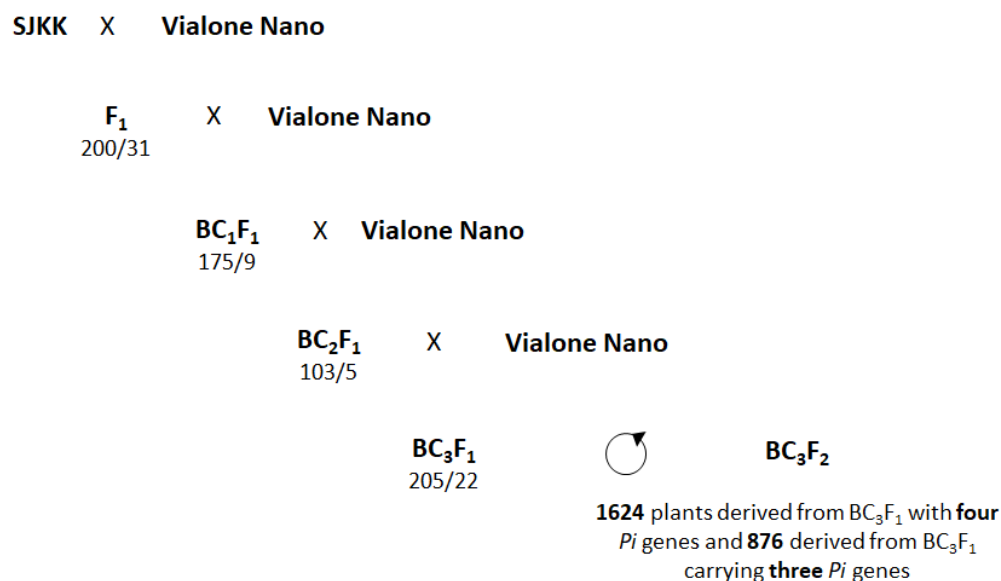 SJKK X Vialone Nano
F₁ X Vialone Nano
200/31
BC₁F₁ X Vialone Nano
175/9
BC₂F₁ X Vialone Nano
103/5
BC₃F₁ BC₃F₂
205/22
1624 plants derived from BC₃F₁ with four
Pi genes and 876 derived from BC₃F₁
carrying three Pi genes